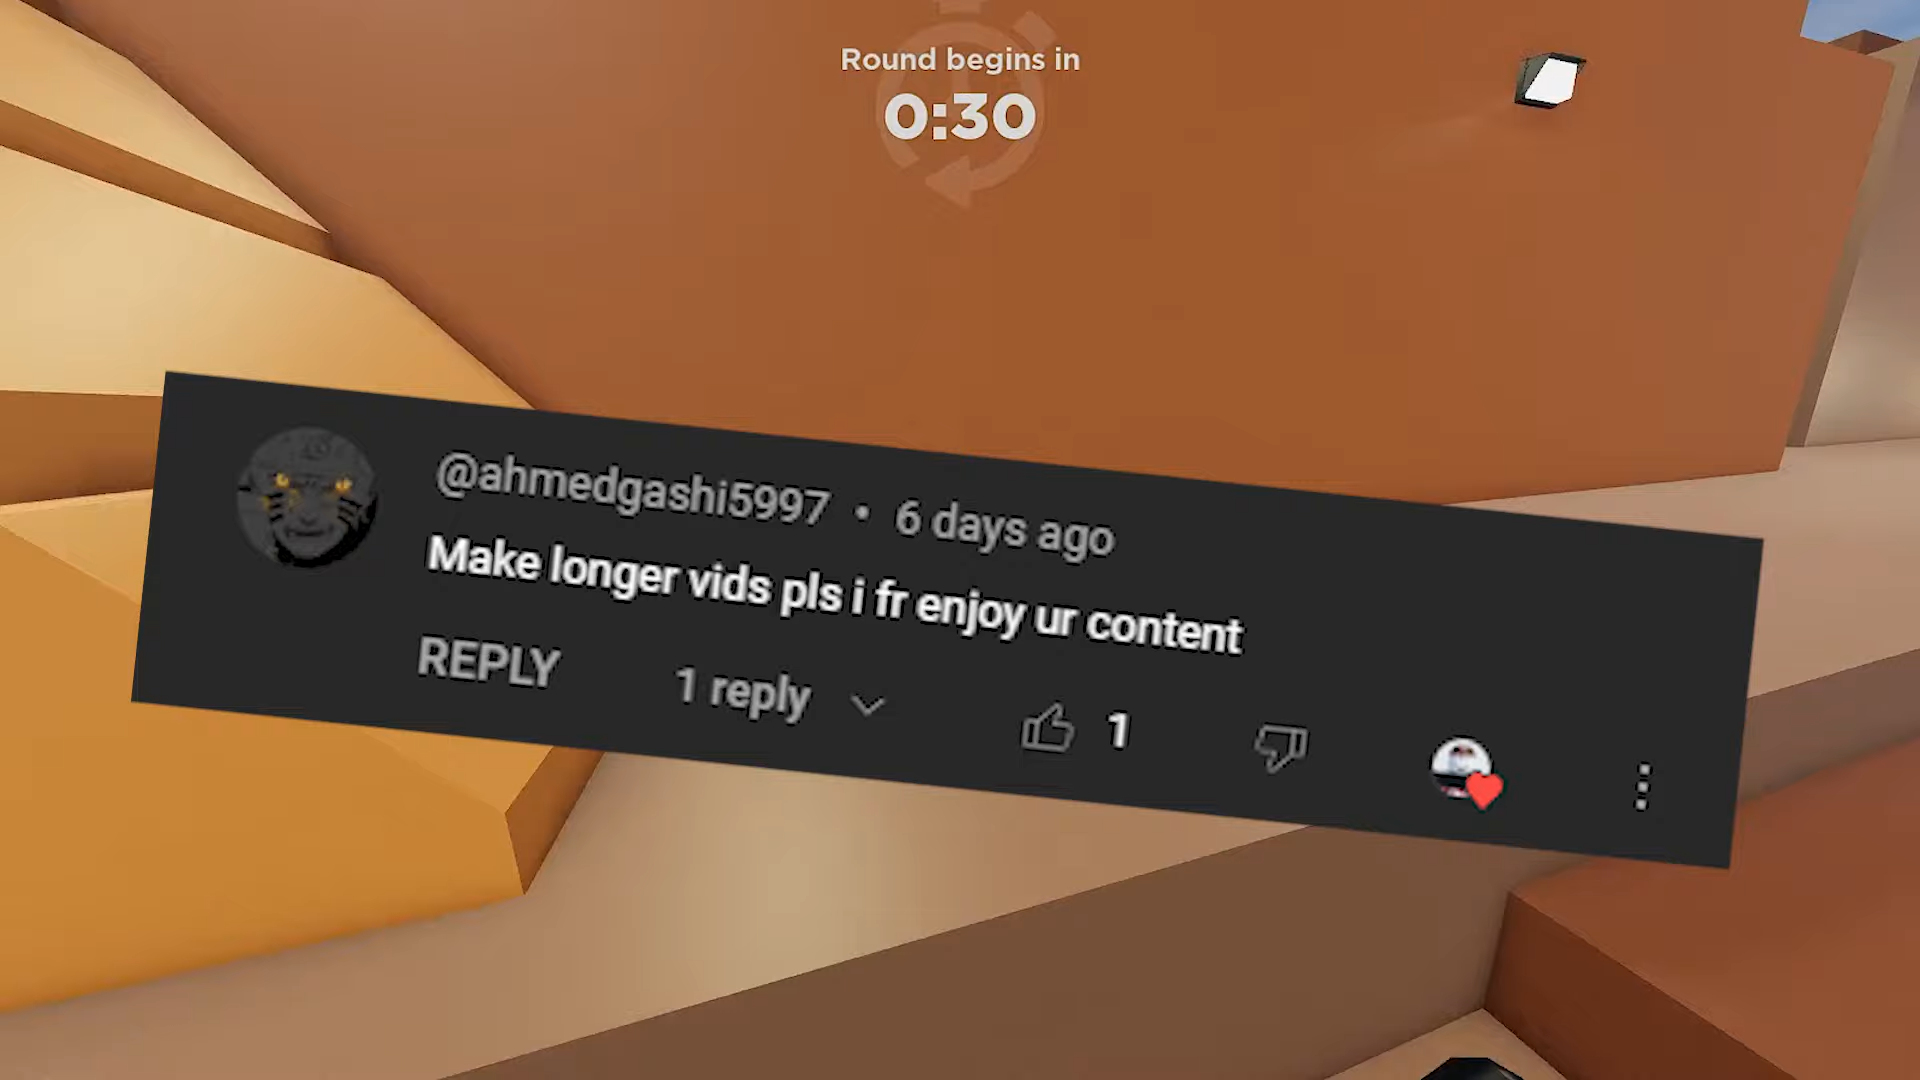 Round begins in
0:30
@ahmedgashi5997 • 6 days ago
Make longer vids pls i fr enjoy ur content
REPLY 1 reply 1